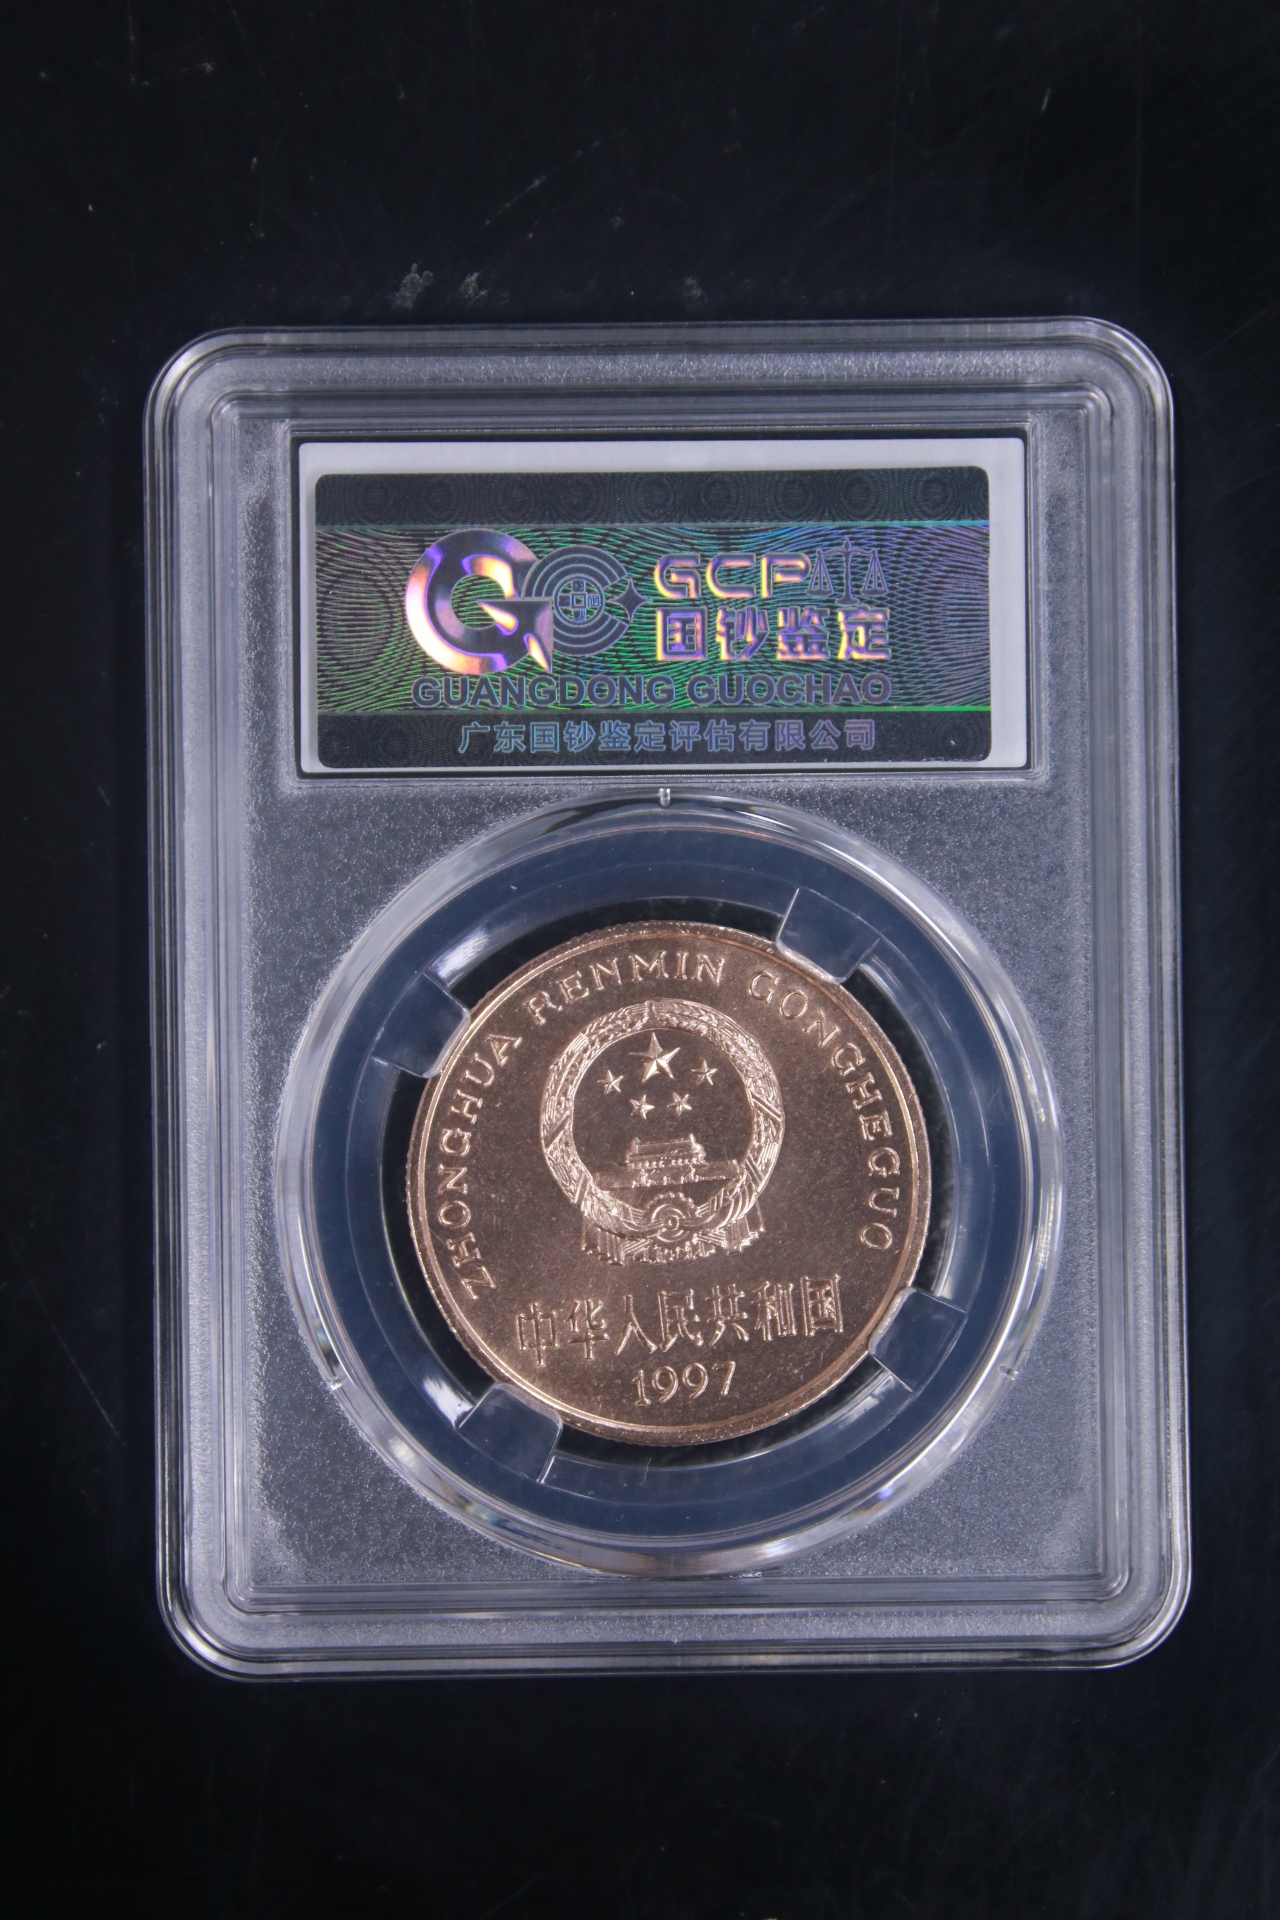 GCP
国钞鉴定
GUANGDONG GUOCHAO
广东国钞鉴定评估有限公司
ZHONGHUA RENMIN GONGHEGUO
中华人民共和国
1997